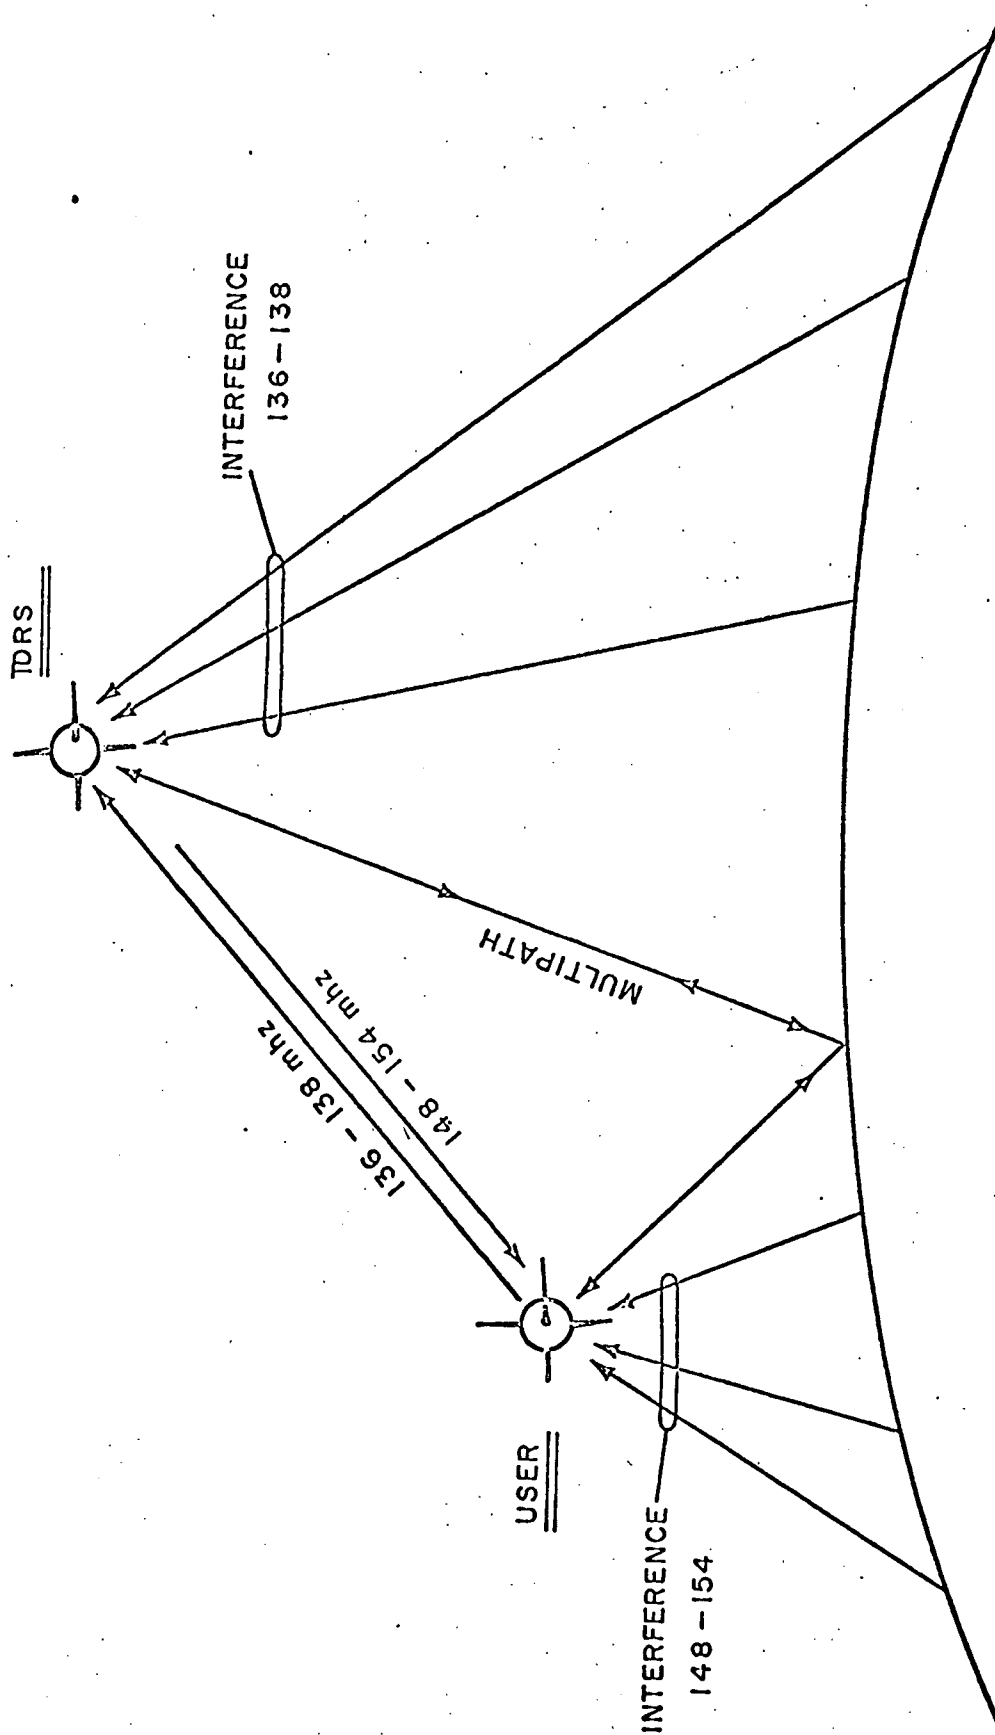 TDRS
INTERFERENCE
136-138
136 - 138 mhz
148 - 154 mhz
MULTIPATH
USER
INTERFERENCE
148-154